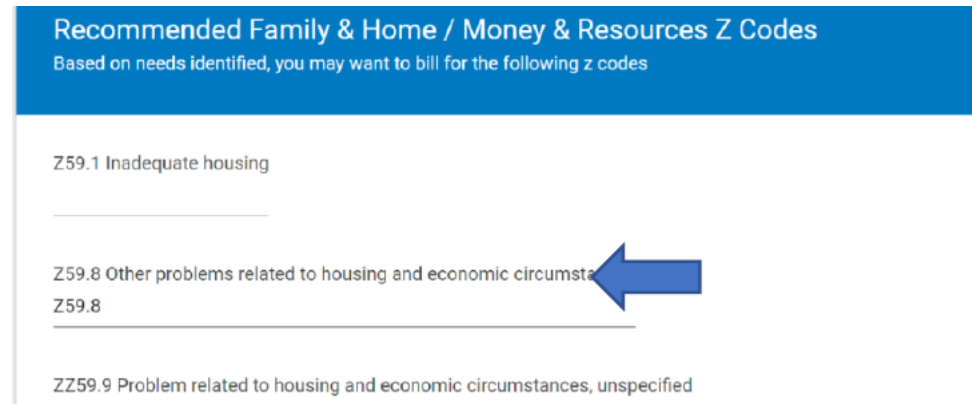 Recommended Family & Home / Money & Resources Z Codes
Based on needs identified, you may want to bill for the following z codes
Z59.1 Inadequate housing
Z59.8 Other problems related to housing and economic
Z59.8
ZZ59.9 Problem related to housing and economic circumstances, unspecified